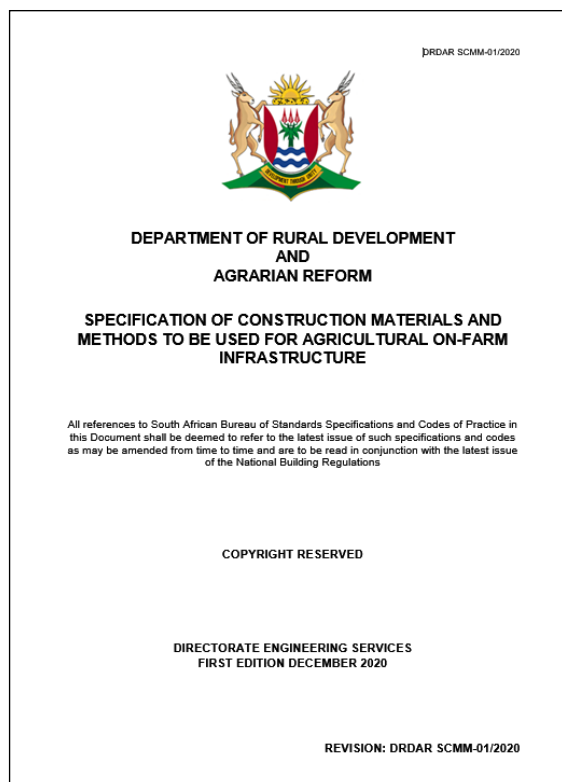 DRDAR SCMM-01/2020
DEVELOPMENT THROUGH UNITY
DEPARTMENT OF RURAL DEVELOPMENT
AND
AGRARIAN REFORM
SPECIFICATION OF CONSTRUCTION MATERIALS AND
METHODS TO BE USED FOR AGRICULTURAL ON-FARM
INFRASTRUCTURE
All references to South African Bureau of Standards Specifications and Codes of Practice in
this Document shall be deemed to refer to the latest issue of such specifications and codes
as may be amended from time to time and are to be read in conjunction with the latest issue
of the National Building Regulations
COPYRIGHT RESERVED
DIRECTORATE ENGINEERING SERVICES
FIRST EDITION DECEMBER 2020
REVISION: DRDAR SCMM-01/2020